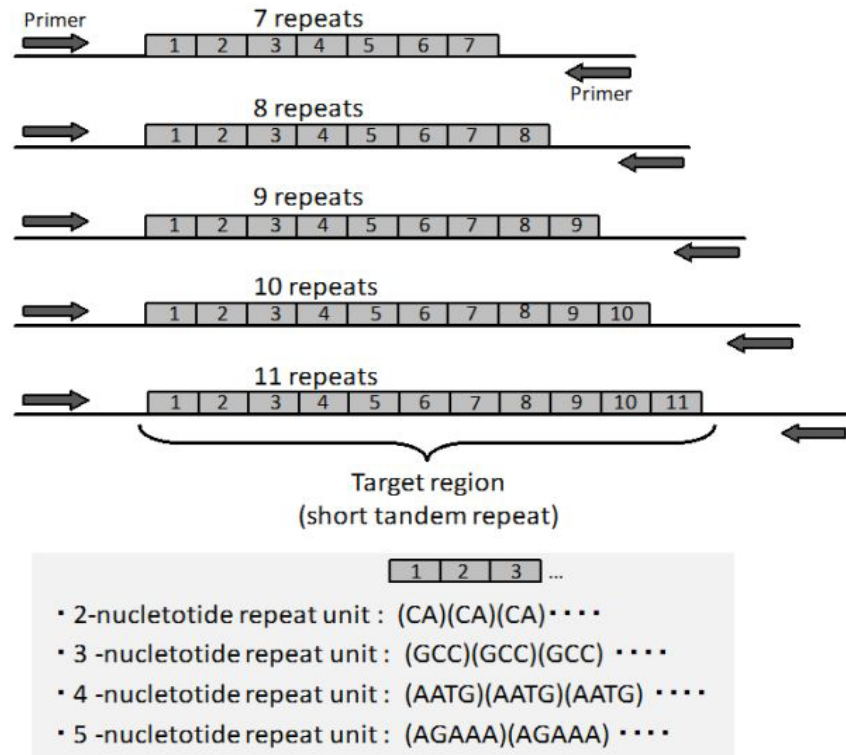 7 repeats
Primer
1 2 3 4 5 6 7
Primer
8 repeats
1 2 3 4 5 6 7 8
9 repeats
1 2 3 4 5 6 7 8 9
10 repeats
1 2 3 4 5 6 7 8 9 10
11 repeats
1 2 3 4 5 6 7 8 9 10 11
Target region
(short tandem repeat)
1 2 3 ...
・2-nucletotide repeat unit : (CA)(CA)(CA)・・・・
・3 -nucletotide repeat unit : (GCC)(GCC)(GCC) ・・・・
・4 -nucletotide repeat unit : (AATG)(AATG)(AATG) ・・・・
・5 -nucletotide repeat unit : (AGAAA)(AGAAA) ・・・・